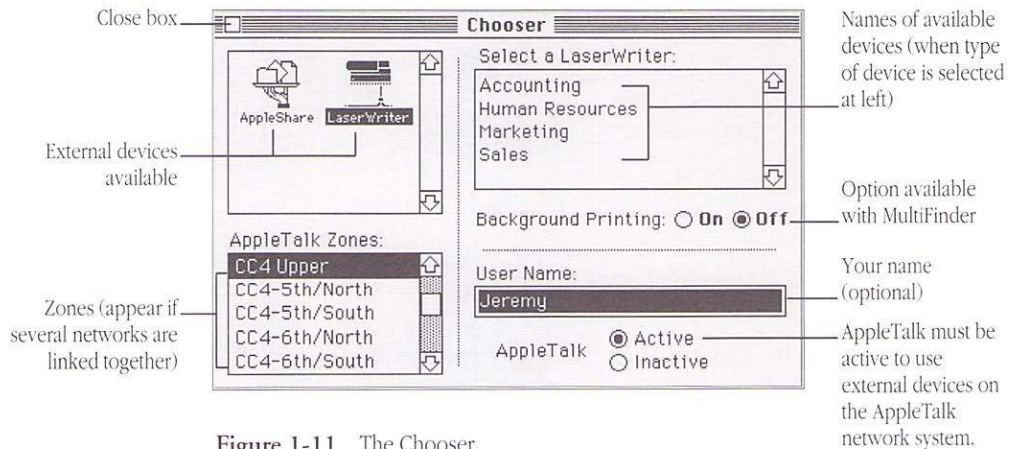 Close box
Chooser
Names of available
devices (when type
of device is selected
at left)
AppleShare
LaserWriter
External devices
available
Select a LaserWriter:
Accounting
Human Resources
Marketing
Sales
Background Printing: On Off
Option available
with MultiFinder
AppleTalk Zones:
CC4 Upper
CC4-5th/North
CC4-5th/South
CC4-6th/North
CC4-6th/South
Zones (appear if
several networks are
linked together)
User Name:
Jeremy
Your name
(optional)
AppleTalk
Active
Inactive
AppleTalk must be
active to use
external devices on
the AppleTalk
network system.
Figure 1-11 The Chooser